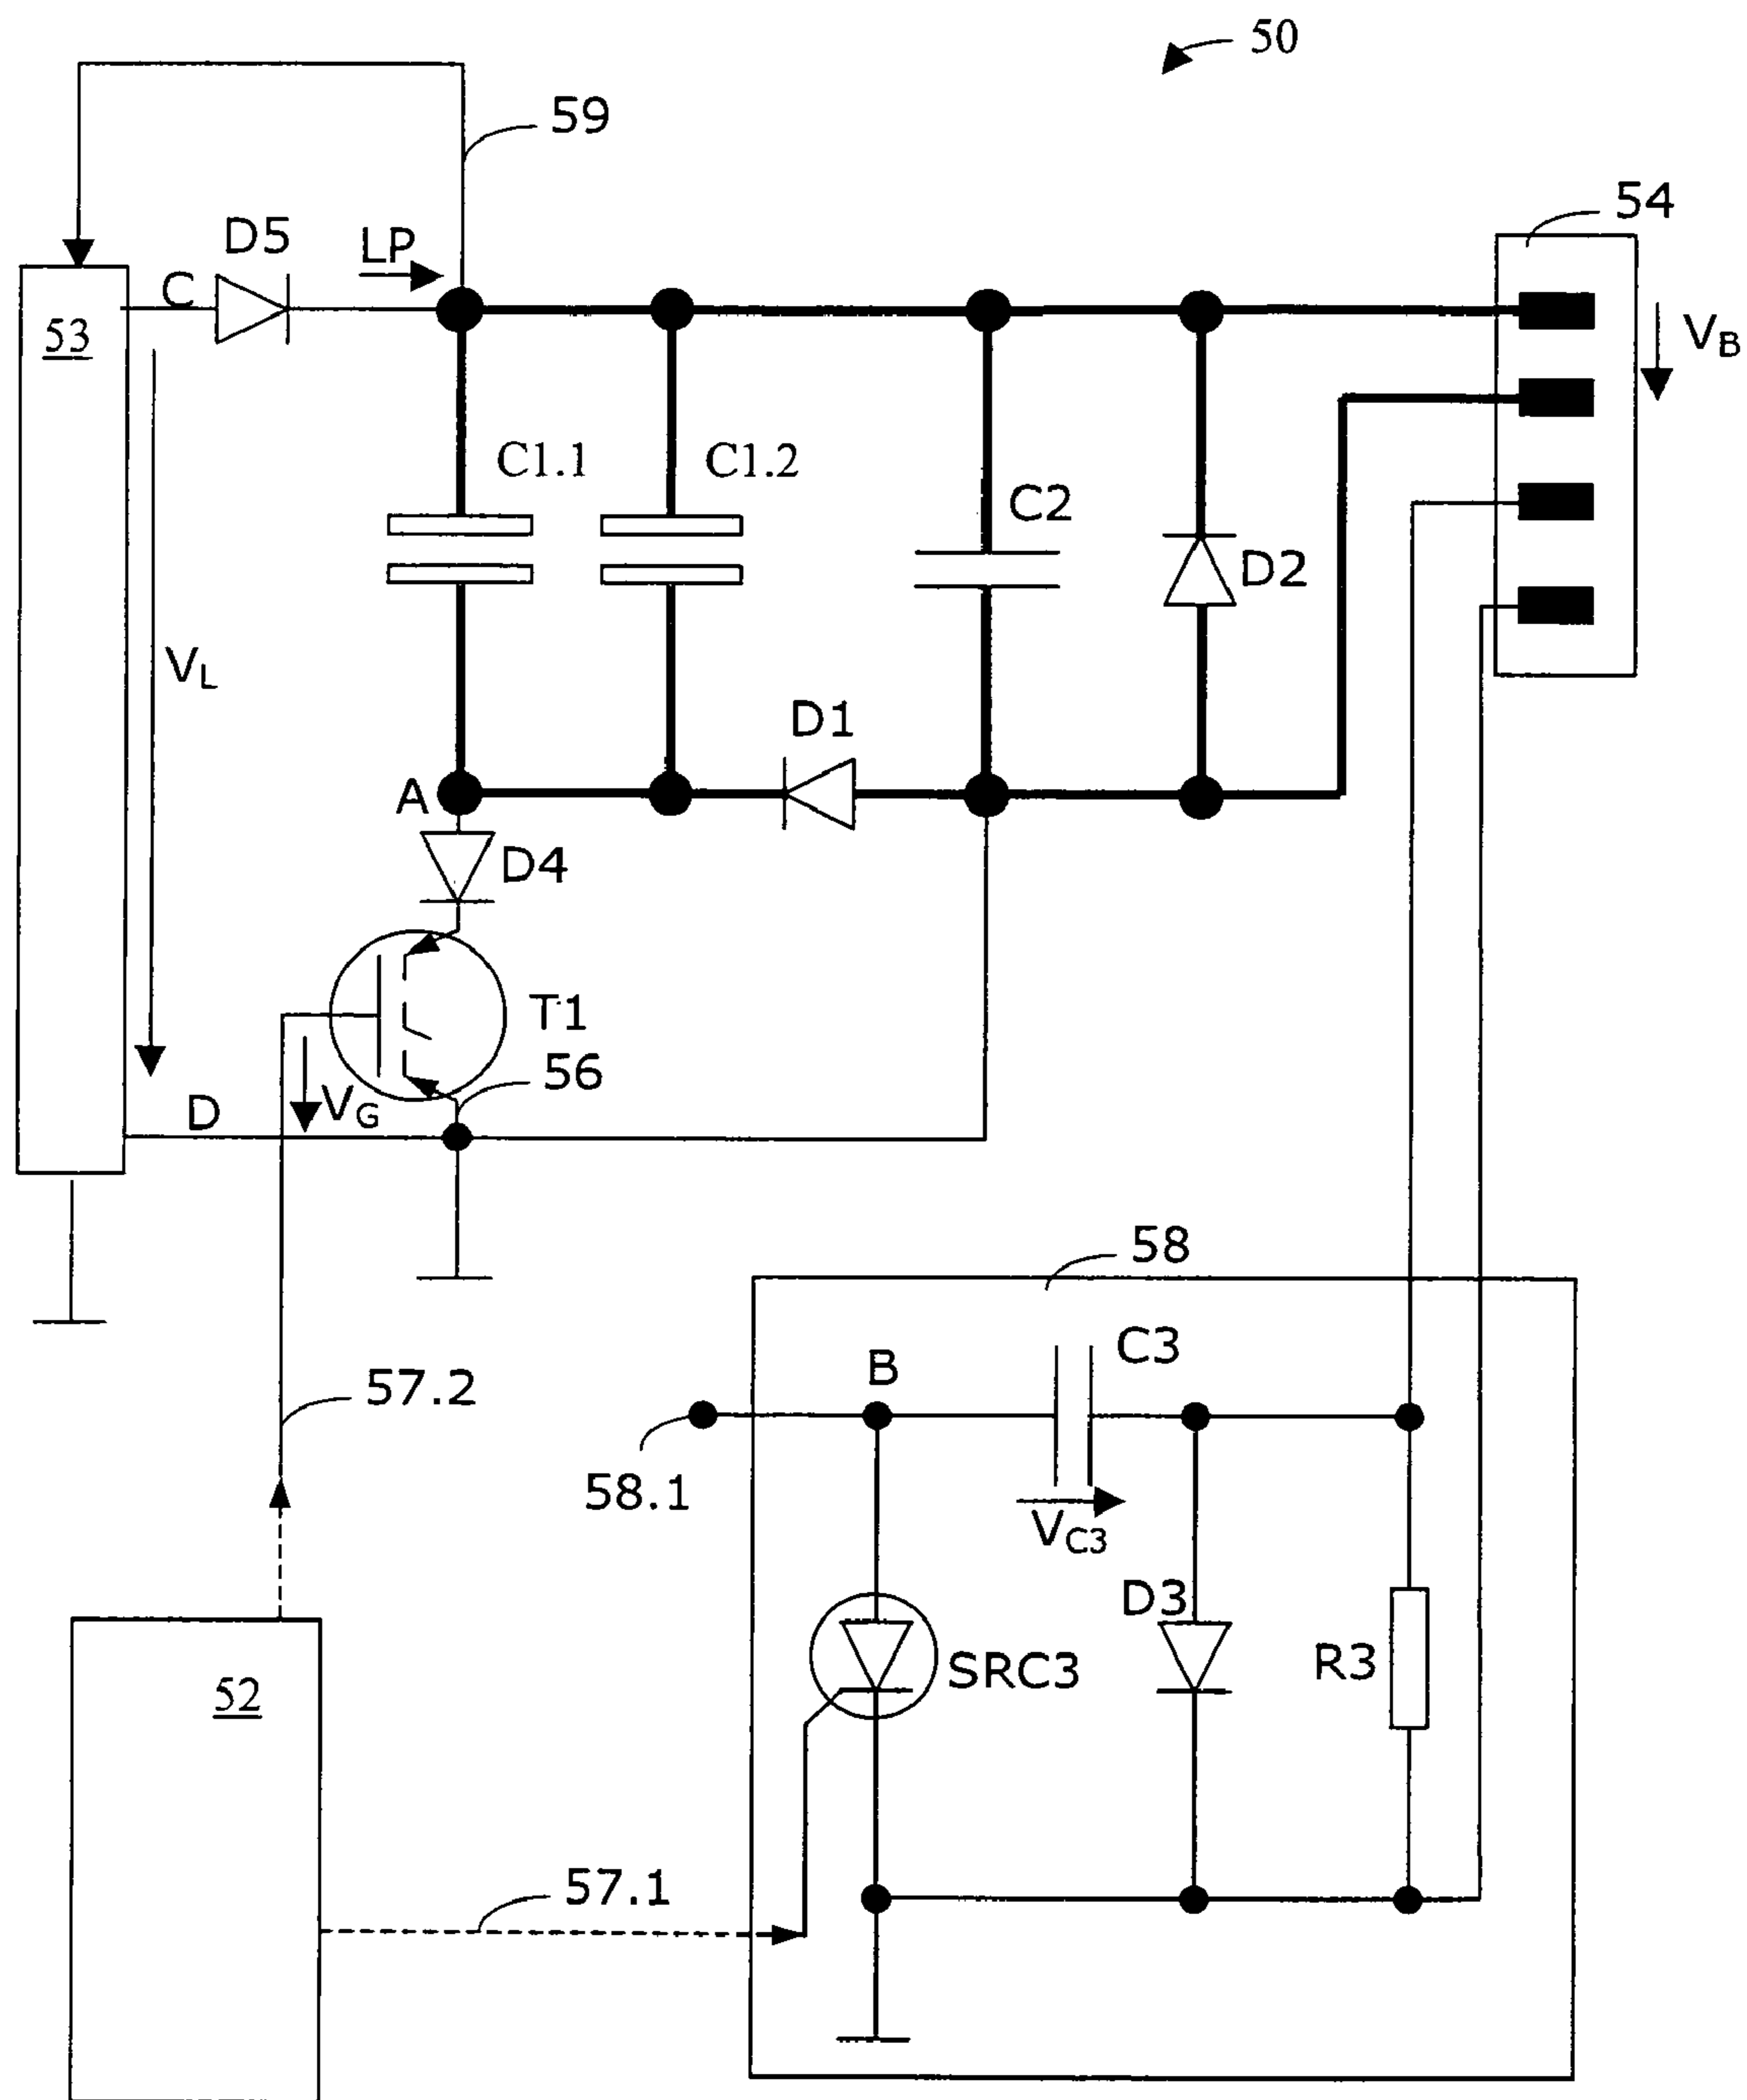 50
59
54
D5
LP
C
53
V_B
C1.1
C1.2
C2
D2
V_L
D1
A
D4
T1
56
V_G
D
58
C3
B
57.2
58.1
V_C3
D3
52
SRC3
R3
57.1